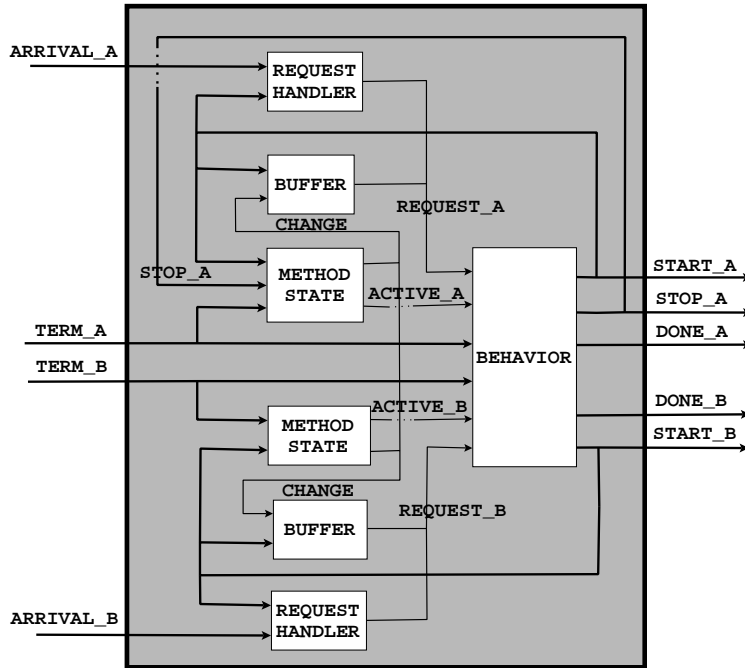 ARRIVAL_A
REQUEST
HANDLER
BUFFER
REQUEST_A
CHANGE
STOP_A
METHOD
STATE
ACTIVE_A
START_A
STOP_A
TERM_A
DONE_A
TERM_B
BEHAVIOR
ACTIVE_B
DONE_B
METHOD
STATE
START_B
CHANGE
REQUEST_B
BUFFER
ARRIVAL_B
REQUEST
HANDLER